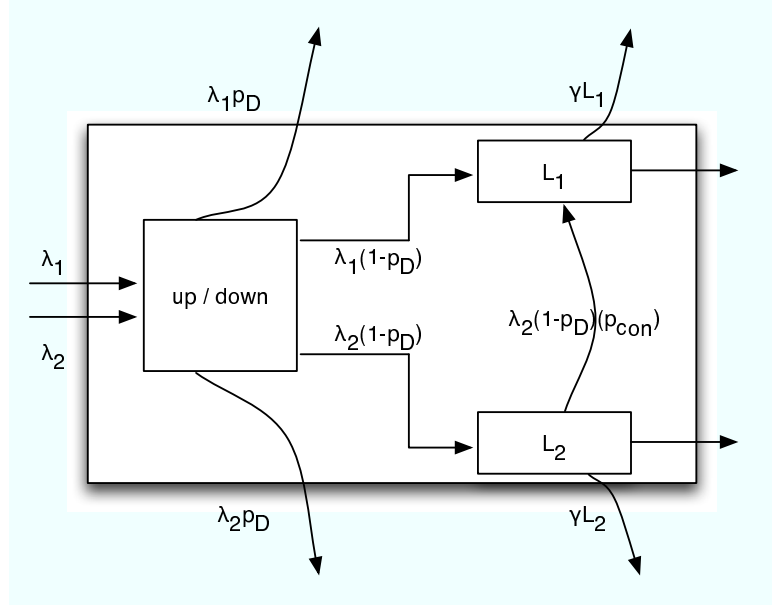 λ1pD
γL1
L1
λ1
λ1(1-pD)
up / down
λ2(1-pD)
λ2(1-pD)(pcon)
λ2
L2
λ2pD
γL2